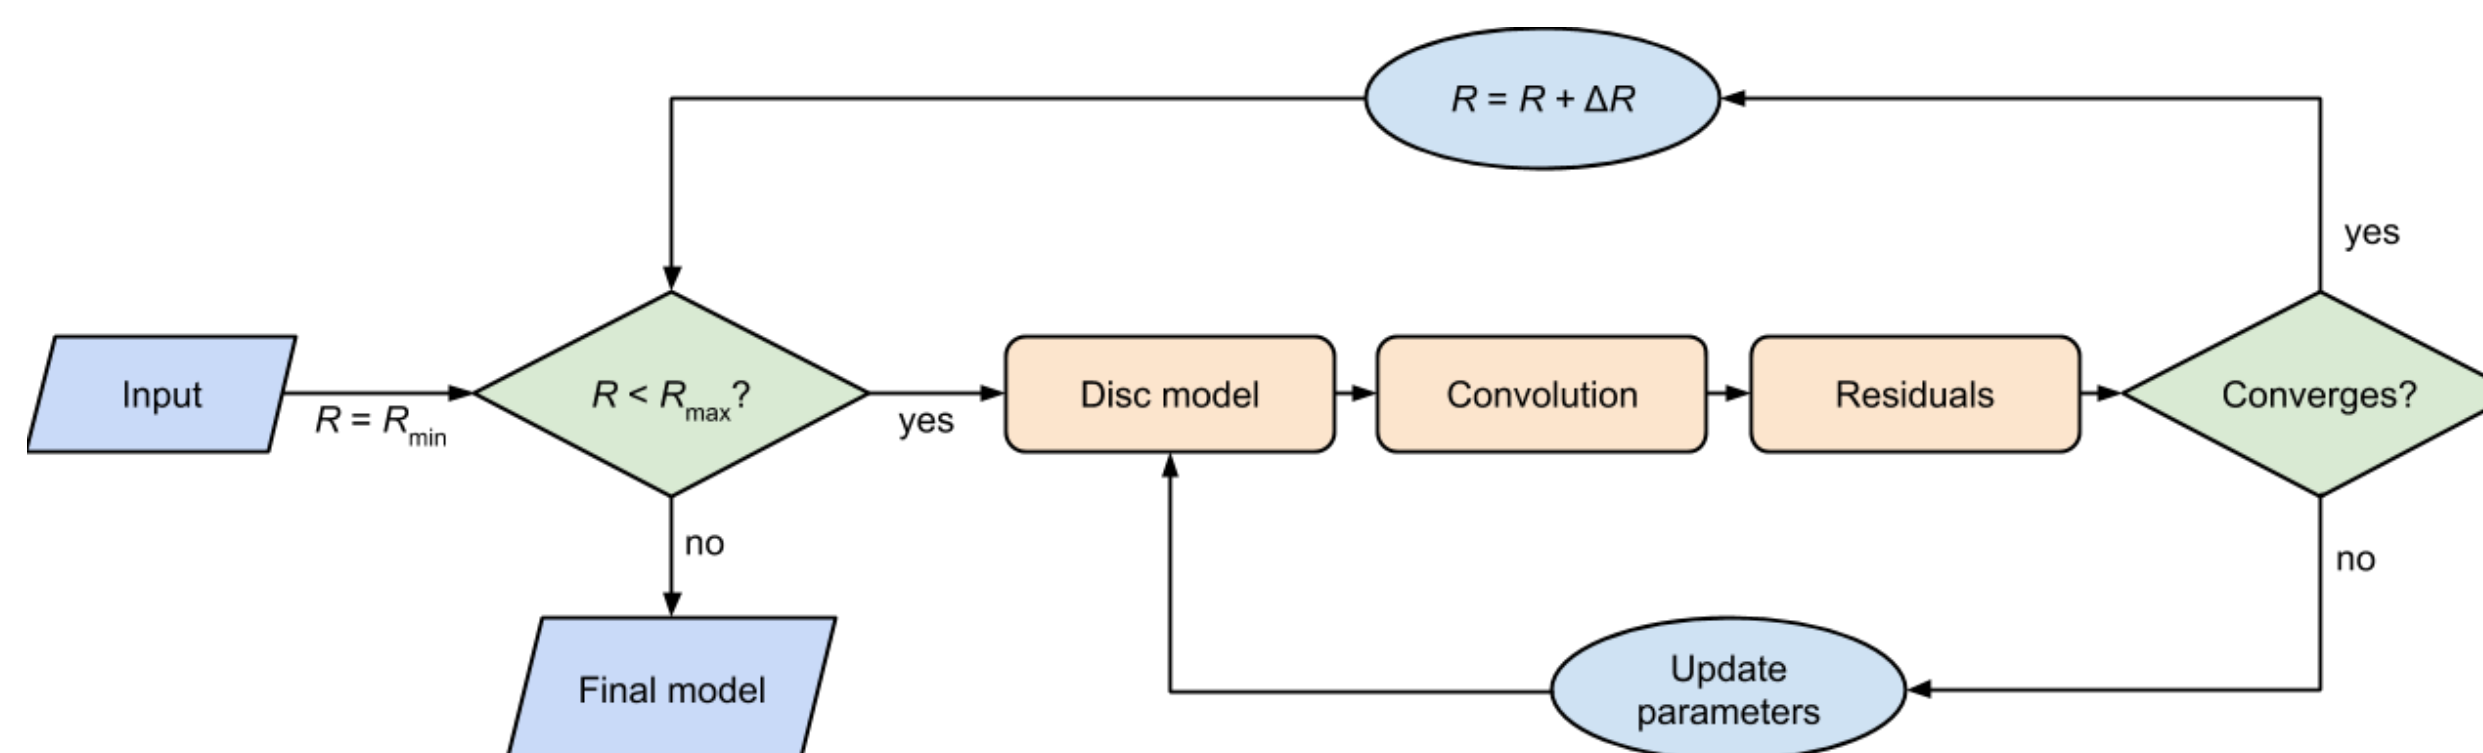 R = R + ΔR
yes
Input
R = Rmin
R < Rmax?
yes
Disc model
Convolution
Residuals
Converges?
no
no
Final model
Update
parameters